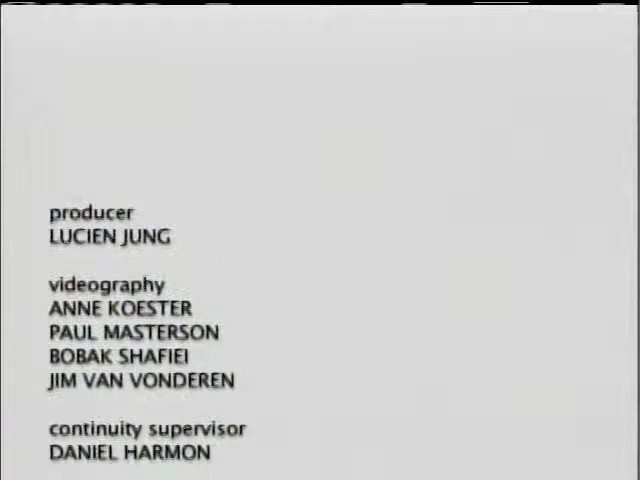 producer
LUCIEN JUNG
videography
ANNE KOESTER
PAUL MASTERSON
BOBAK SHAFIEI
JIM VAN VONDEREN
continuity supervisor
DANIEL HARMON